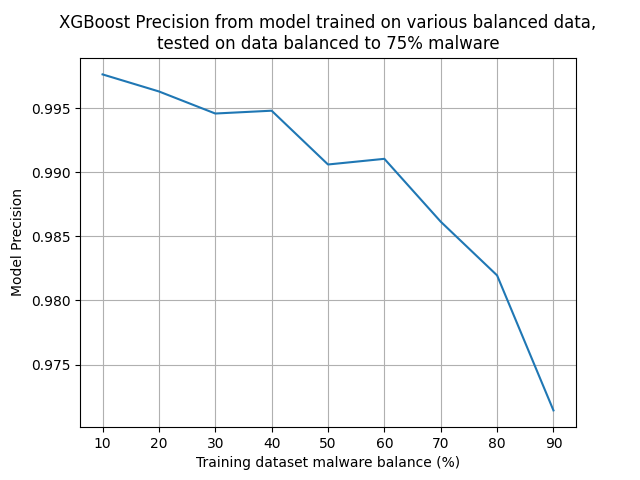 XGBoost Precision from model trained on various balanced data,
tested on data balanced to 75% malware
Model Precision
0.995
0.990
0.985
0.980
0.975
10 20 30 40 50 60 70 80 90
Training dataset malware balance (%)